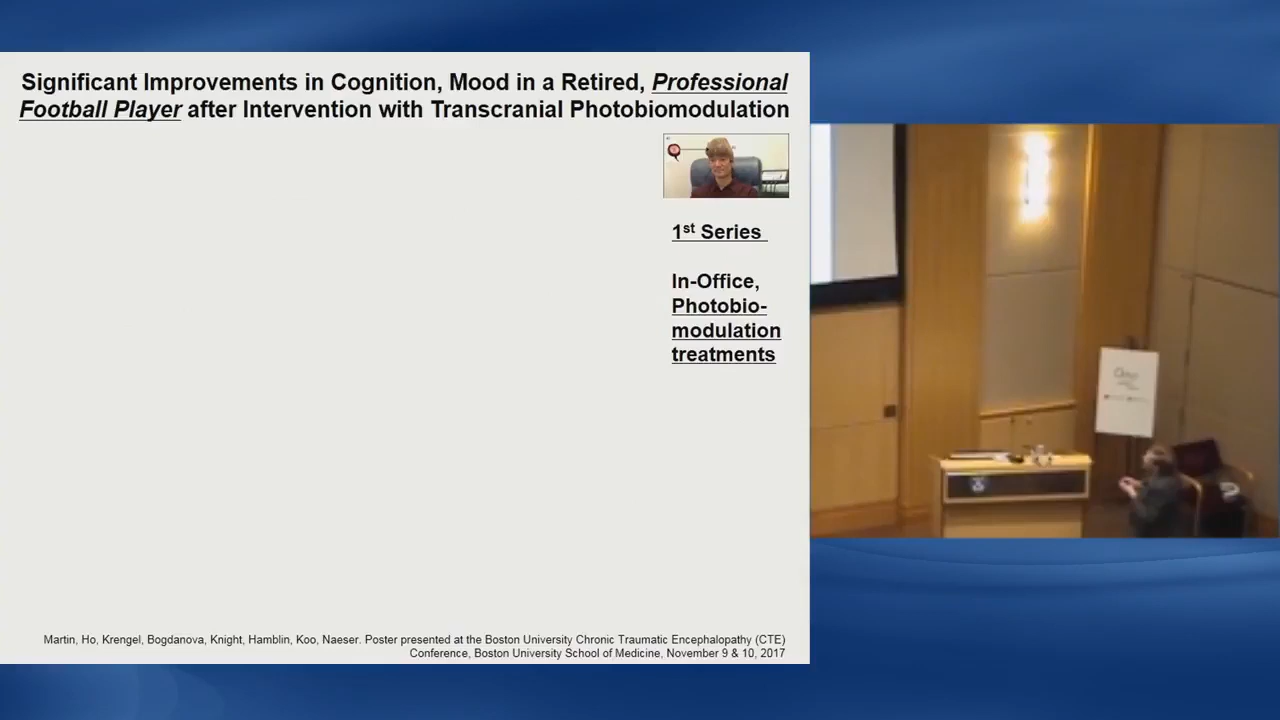 Significant Improvements in Cognition, Mood in a Retired, Professional
Football Player after Intervention with Transcranial Photobiomodulation
1st Series
In-Office,
Photobio-
modulation
treatments
Martin, Ho, Krengel, Bogdanova, Knight, Hamblin, Koo, Naeser. Poster presented at the Boston University Chronic Traumatic Encephalopathy (CTE)
Conference, Boston University School of Medicine, November 9 & 10, 2017